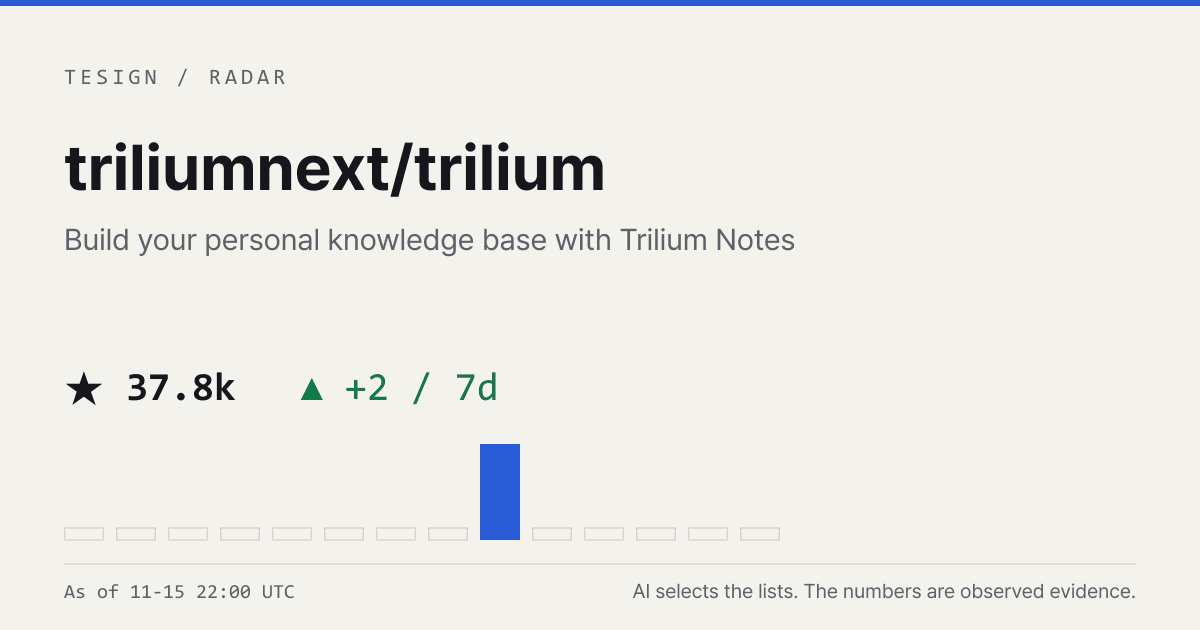 TESIGN / RADAR
triliumnext/trilium
Build your personal knowledge base with Trilium Notes
★ 37.8k ▲ +2 / 7d
As of 11-15 22:00 UTC
AI selects the lists. The numbers are observed evidence.